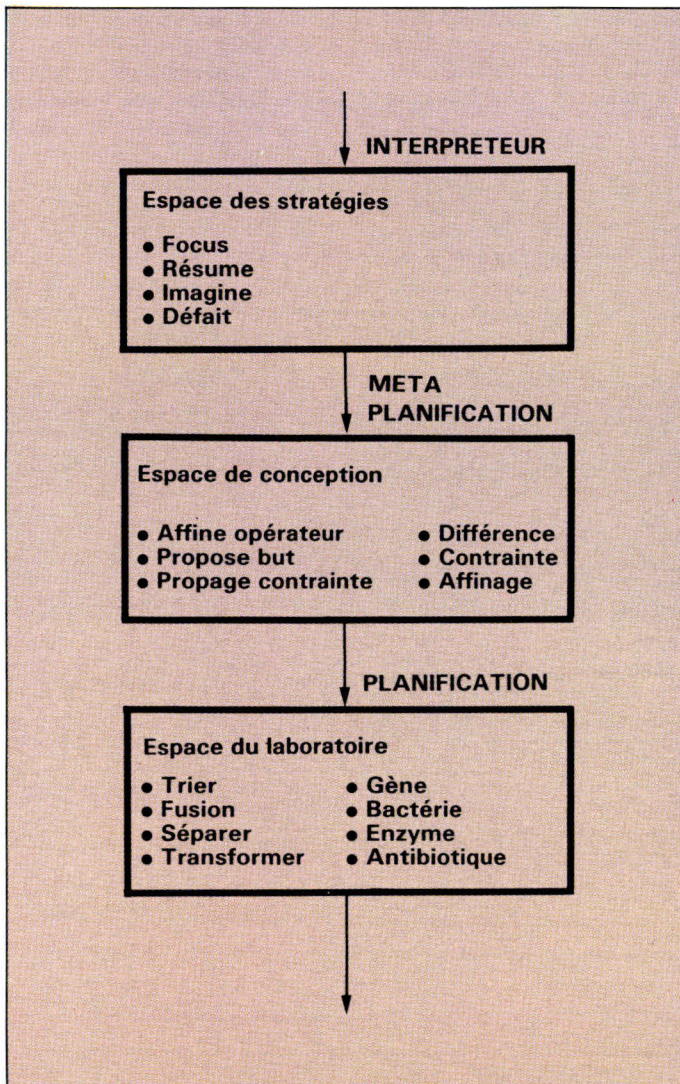 INTERPRETEUR
Espace des stratégies
● Focus
● Résume
● Imagine
● Défait
META
PLANIFICATION
Espace de conception
● Affine opérateur
● Propose but
● Propage contrainte
● Différence
● Contrainte
● Affinage
PLANIFICATION
Espace du laboratoire
● Trier
● Fusion
● Séparer
● Transformer
● Gène
● Bactérie
● Enzyme
● Antibiotique